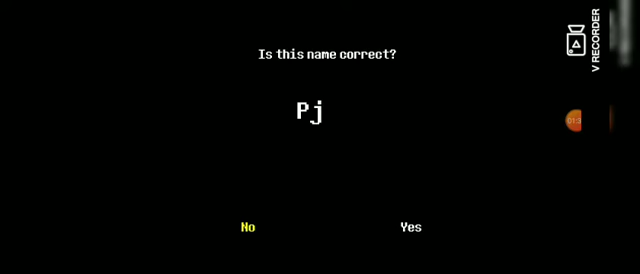 Is this name correct?
Pj
No
Yes
V RECORDER